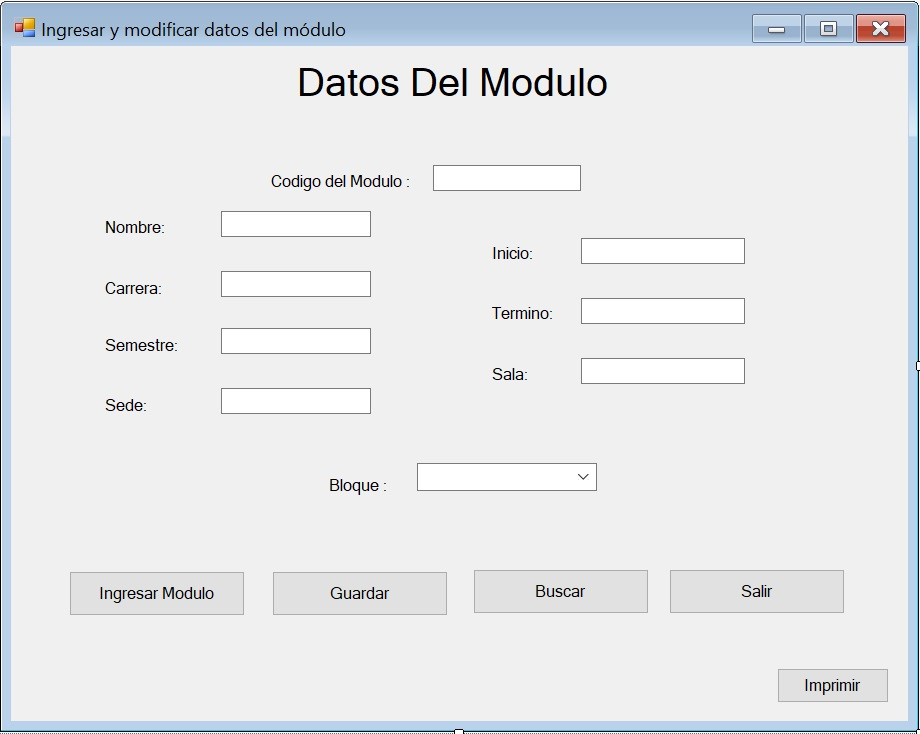 Ingresar y modificar datos del módulo
Datos Del Modulo
Codigo del Modulo :
Nombre:
Inicio:
Carrera:
Termino:
Semestre:
Sala:
Sede:
Bloque :
Ingresar Modulo
Guardar
Buscar
Salir
Imprimir